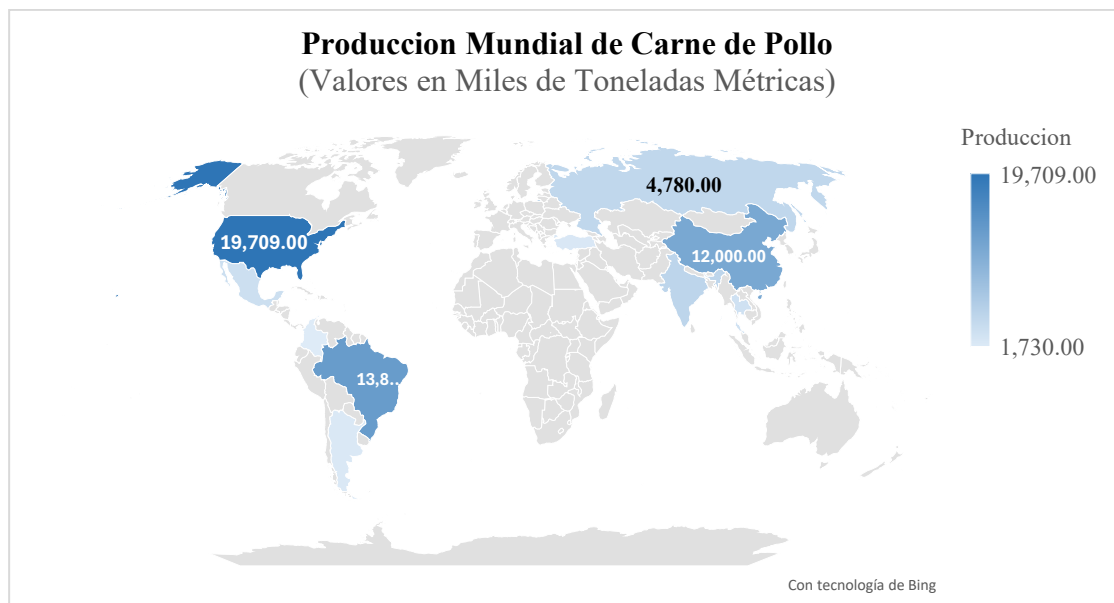 Produccion Mundial de Carne de Pollo
(Valores en Miles de Toneladas Métricas)
Produccion
19,709.00
1,730.00
4,780.00
19,709.00
12,000.00
13,8..
Con tecnología de Bing